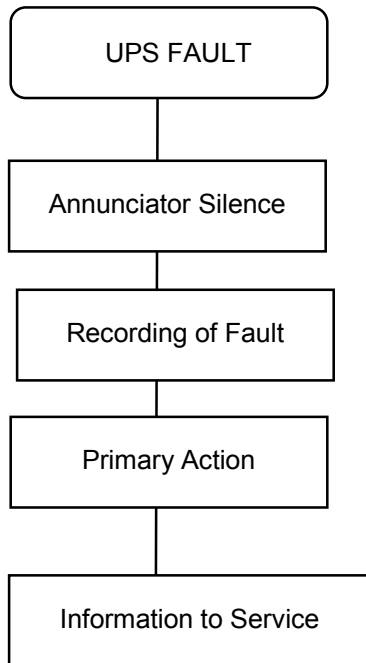 UPS FAULT
Annunciator Silence
Recording of Fault
Primary Action
Information to Service